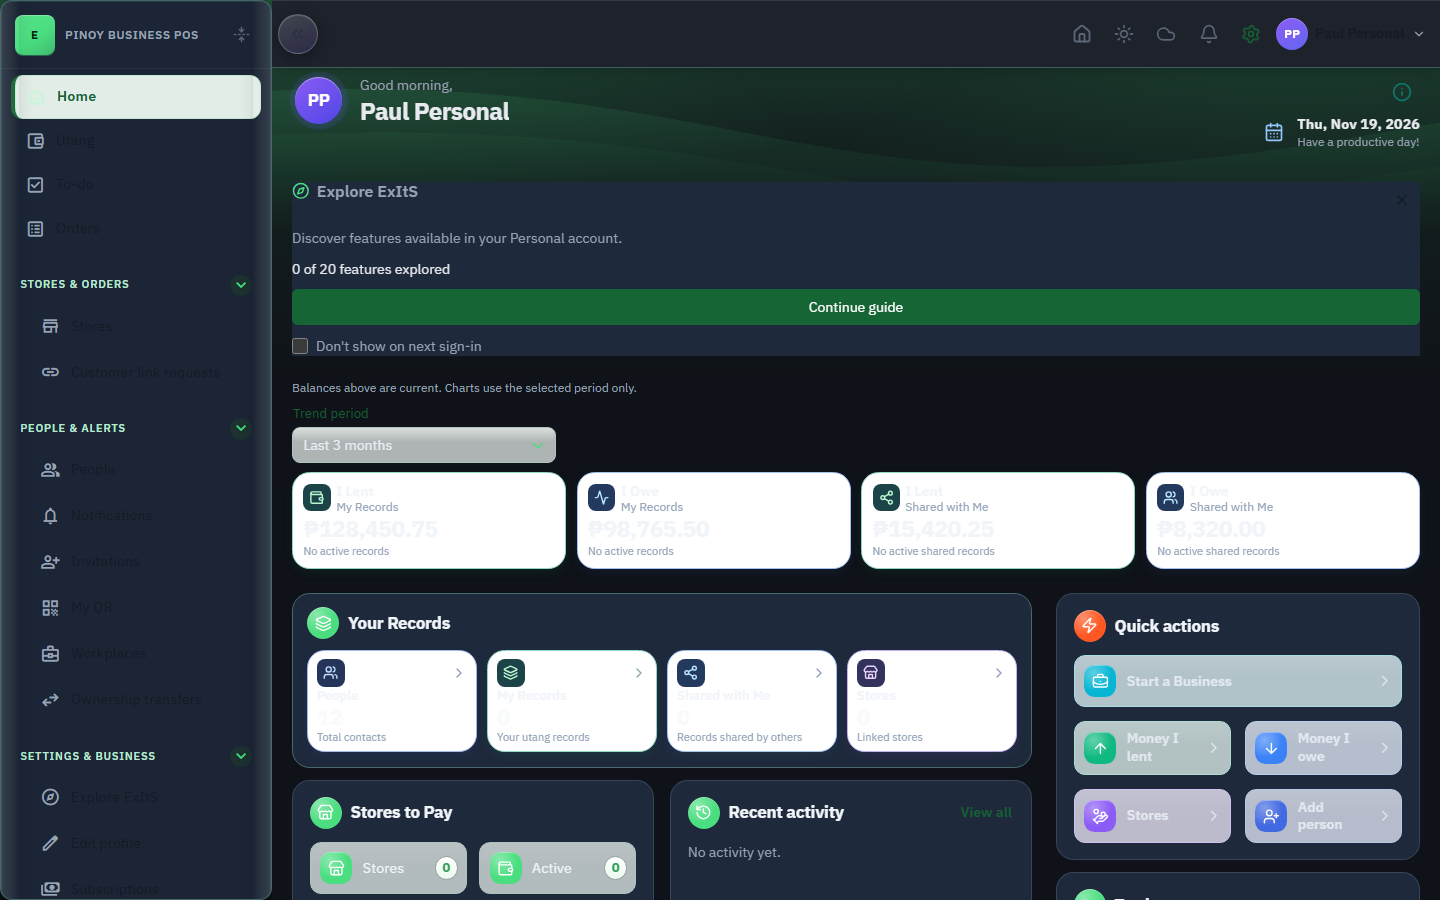 E
PINOY BUSINESS POS
Home
Utang
To-do
Orders
STORES & ORDERS
Stores
Customer link requests
PEOPLE & ALERTS
People
Notifications
Invitations
My QR
Workplaces
Ownership transfers
SETTINGS & BUSINESS
Explore ExItS
Edit profile
Subscriptions
PP
Paul Personal
PP
Good morning,
Paul Personal
Thu, Nov 19, 2026
Have a productive day!
Explore ExItS
Discover features available in your Personal account.
0 of 20 features explored
Continue guide
Don't show on next sign-in
Balances above are current. Charts use the selected period only.
Trend period
Last 3 months
I Lent
My Records
₱128,450.75
No active records
I Owe
My Records
₱98,765.50
No active records
I Lent
Shared with Me
₱15,420.25
No active shared records
I Owe
Shared with Me
₱8,320.00
No active shared records
Your Records
People
12
Total contacts
My Records
0
Your utang records
Shared with Me
0
Records shared by others
Stores
0
Linked stores
Quick actions
Start a Business
Money I
lent
Money I
owe
Stores
Add
person
Stores to Pay
Stores
0
Active
0
Recent activity
View all
No activity yet.